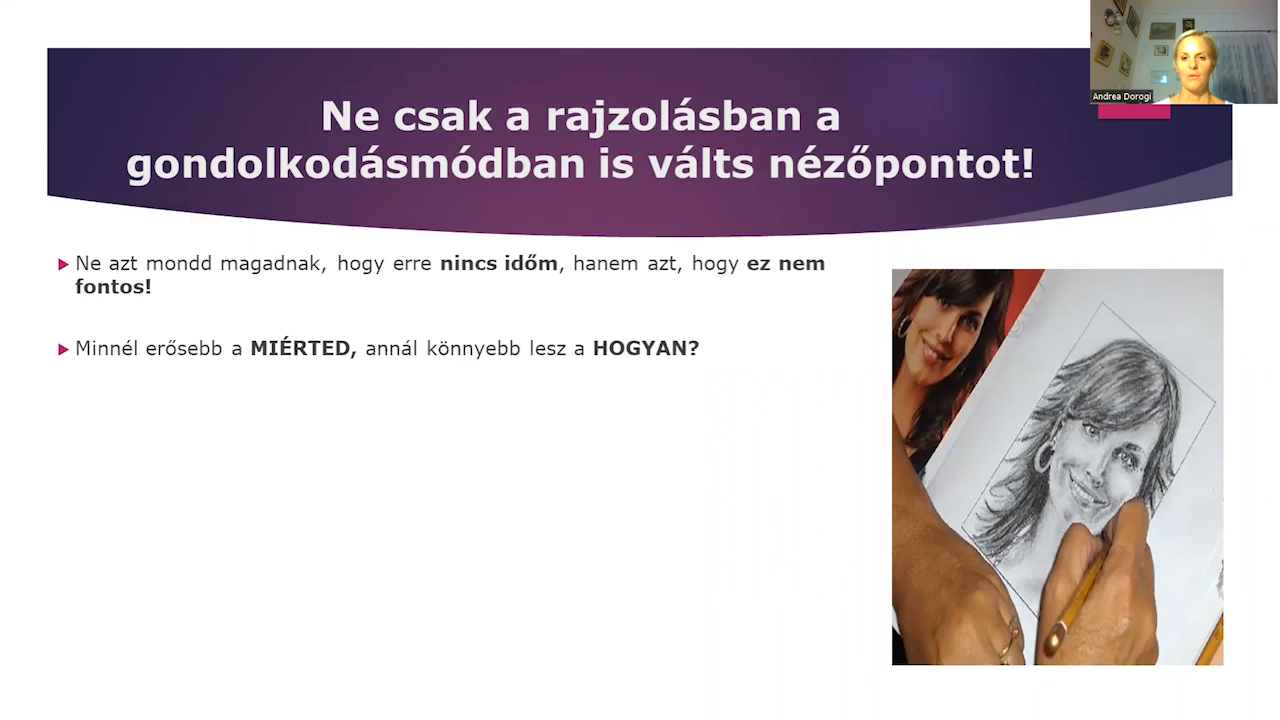 Andrea Dorogi
Ne csak a rajzolásban a
gondolkodásmódban is válts nézőpontot!
Ne azt mondd magadnak, hogy erre nincs időm, hanem azt, hogy ez nem
fontos!
Minnél erősebb a MIÉRTED, annál könnyebb lesz a HOGYAN?